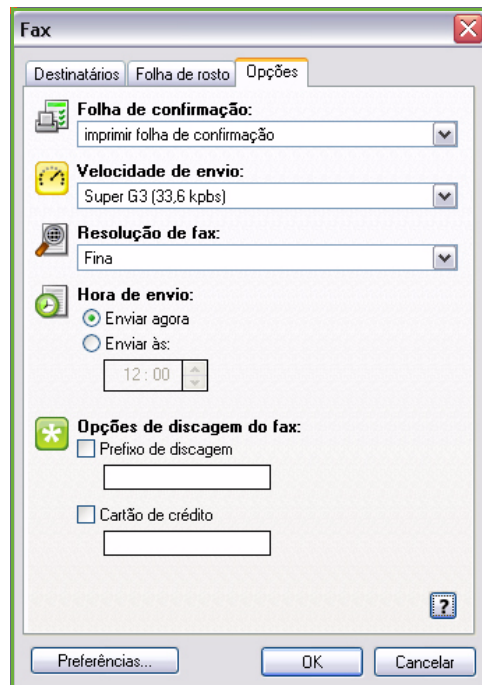 Fax
Destinatários Folha de rosto Opções
Folha de confirmação:
imprimir folha de confirmação
Velocidade de envio:
Super G3 (33,6 kpbs)
Resolução de fax:
Fina
Hora de envio:
Enviar agora
Enviar às:
12:00
Opções de discagem do fax:
Prefixo de discagem
Cartão de crédito
?
Preferências... OK Cancelar